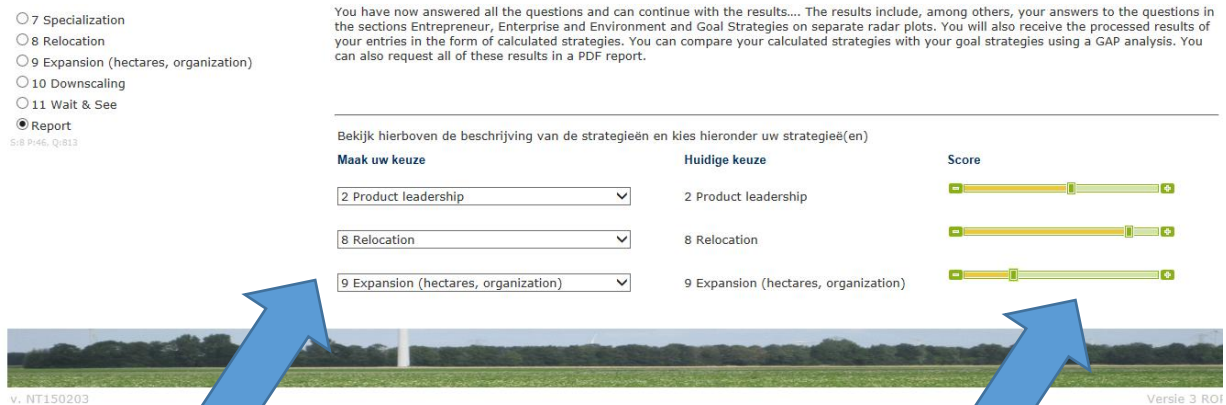 7 Specialization
8 Relocation
9 Expansion (hectares, organization)
10 Downscaling
11 Wait & See
Report
S:8 P:46, Q:813
You have now answered all the questions and can continue with the results.... The results include, among others, your answers to the questions in
the sections Entrepreneur, Enterprise and Environment and Goal Strategies on separate radar plots. You will also receive the processed results of
your entries in the form of calculated strategies. You can compare your calculated strategies with your goal strategies using a GAP analysis. You
can also request all of these results in a PDF report.
Bekijk hierboven de beschrijving van de strategieën en kies hieronder uw strategieë(en)
Maak uw keuze Huidige keuze Score
2 Product leadership 2 Product leadership
8 Relocation 8 Relocation
9 Expansion (hectares, organization) 9 Expansion (hectares, organization)
v. NT150203 Versie 3 ROP